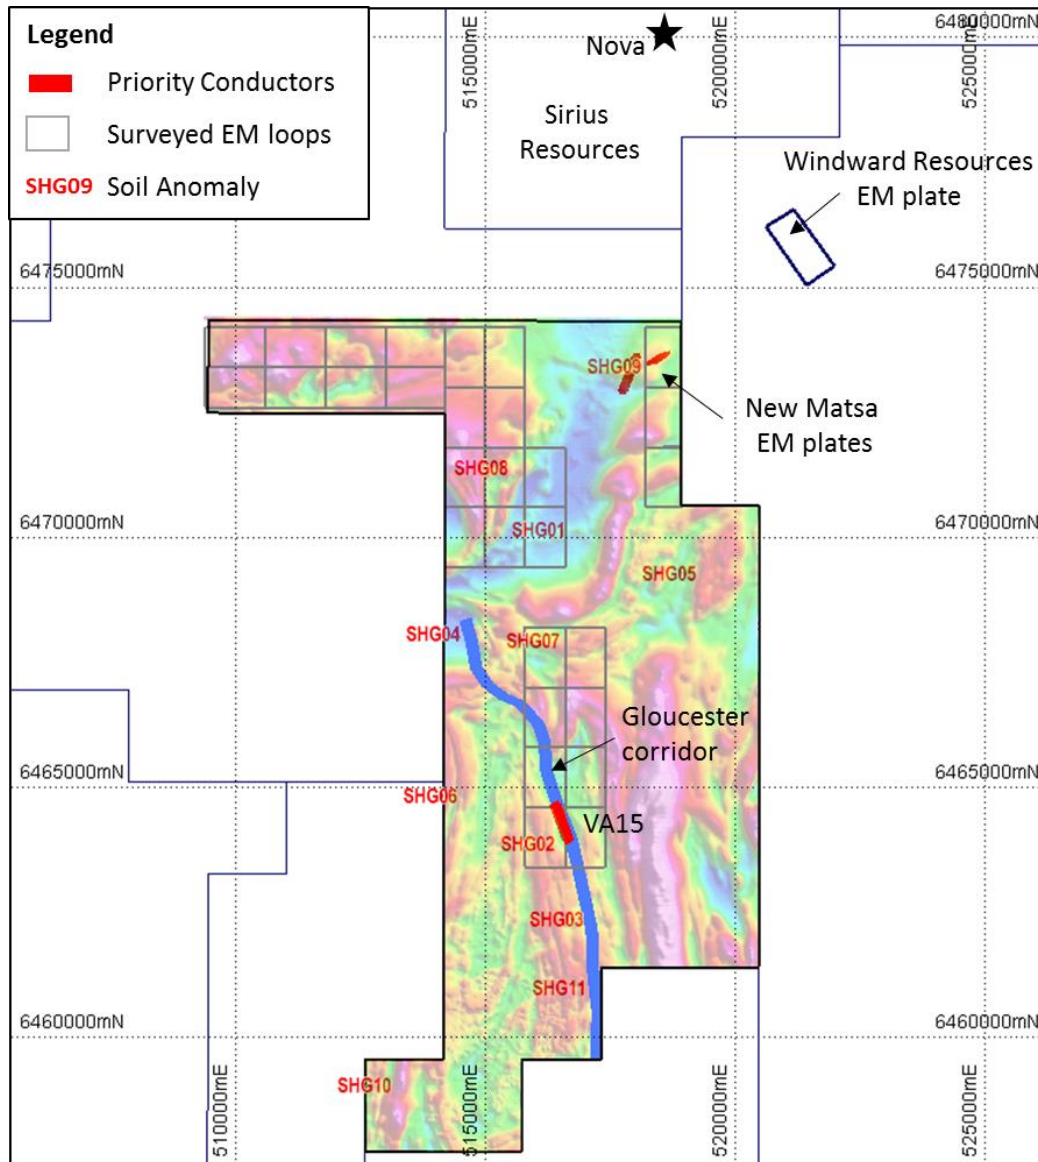 Legend
Priority Conductors
Surveyed EM loops
SHG09 Soil Anomaly
515000mE
520000mE
525000mE
6480000mN
Nova
Sirius
Resources
Windward Resources
EM plate
6475000mN
6475000mN
SHG09
New Matsa
EM plates
SHG08
SHG01
6470000mN
6470000mN
SHG05
SHG04
SHG07
Gloucester
corridor
6465000mN
6465000mN
SHG06
VA15
SHG02
SHG03
SHG11
6460000mN
6460000mN
SHG10
510000mE
515000mE
520000mE
525000mE